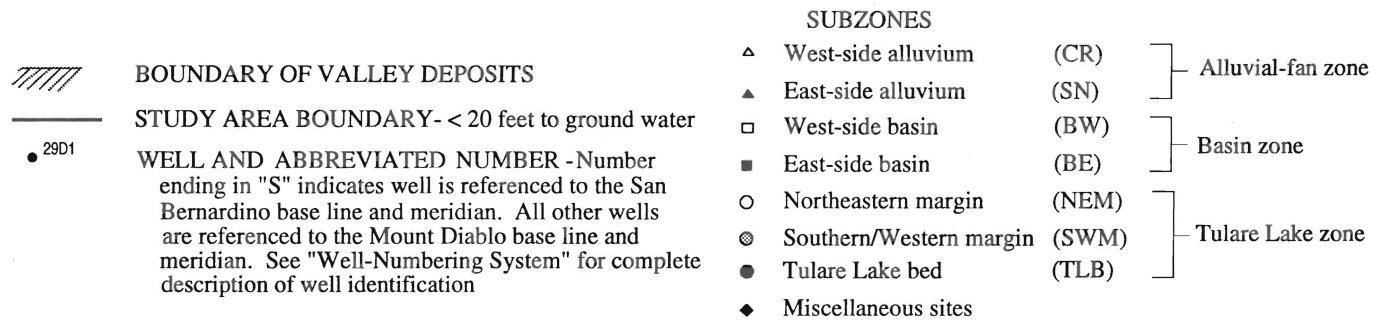 BOUNDARY OF VALLEY DEPOSITS
STUDY AREA BOUNDARY- < 20 feet to ground water
29D1
WELL AND ABBREVIATED NUMBER -Number
ending in "S" indicates well is referenced to the San
Bernardino base line and meridian. All other wells
are referenced to the Mount Diablo base line and
meridian. See "Well-Numbering System" for complete
description of well identification
SUBZONES
West-side alluvium (CR)
East-side alluvium (SN)
Alluvial-fan zone
West-side basin (BW)
East-side basin (BE)
Basin zone
Northeastern margin (NEM)
Southern/Western margin (SWM)
Tulare Lake bed (TLB)
Tulare Lake zone
Miscellaneous sites